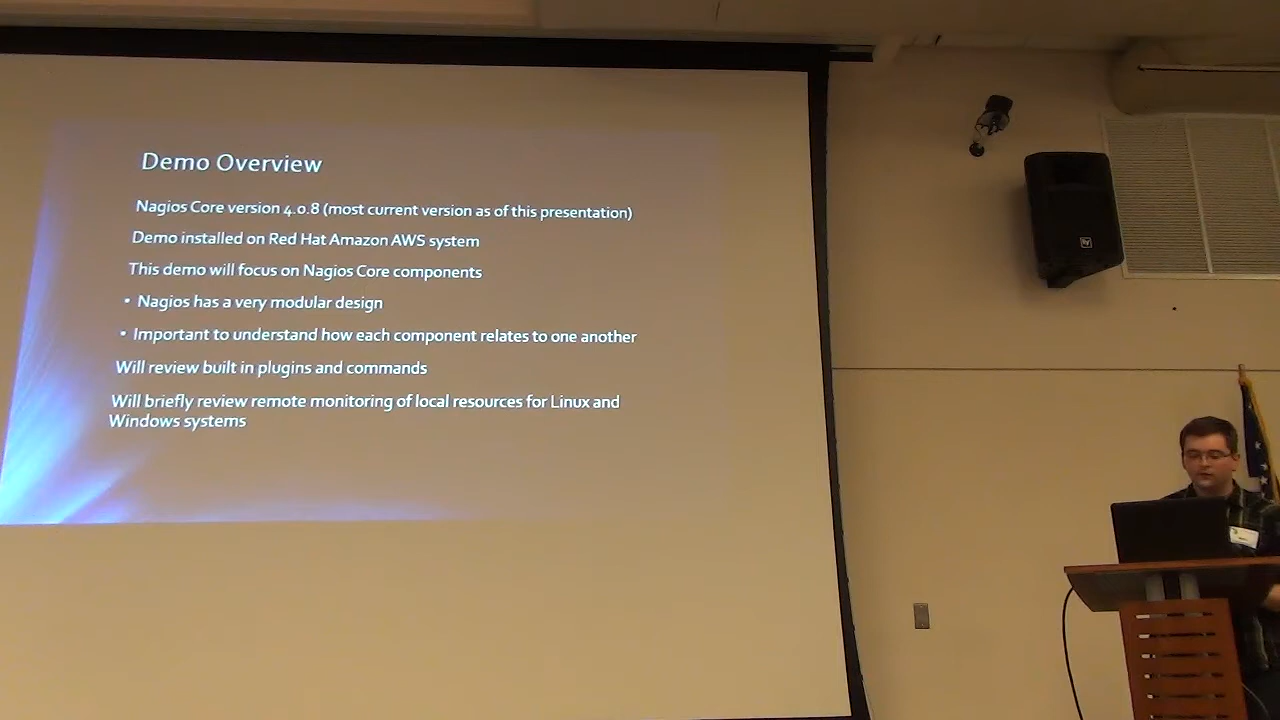 Demo Overview
Nagios Core version 4.0.8 (most current version as of this presentation)
Demo installed on Red Hat Amazon AWS system
This demo will focus on Nagios Core components
• Nagios has a very modular design
• Important to understand how each component relates to one another
Will review built in plugins and commands
Will briefly review remote monitoring of local resources for Linux and
Windows systems